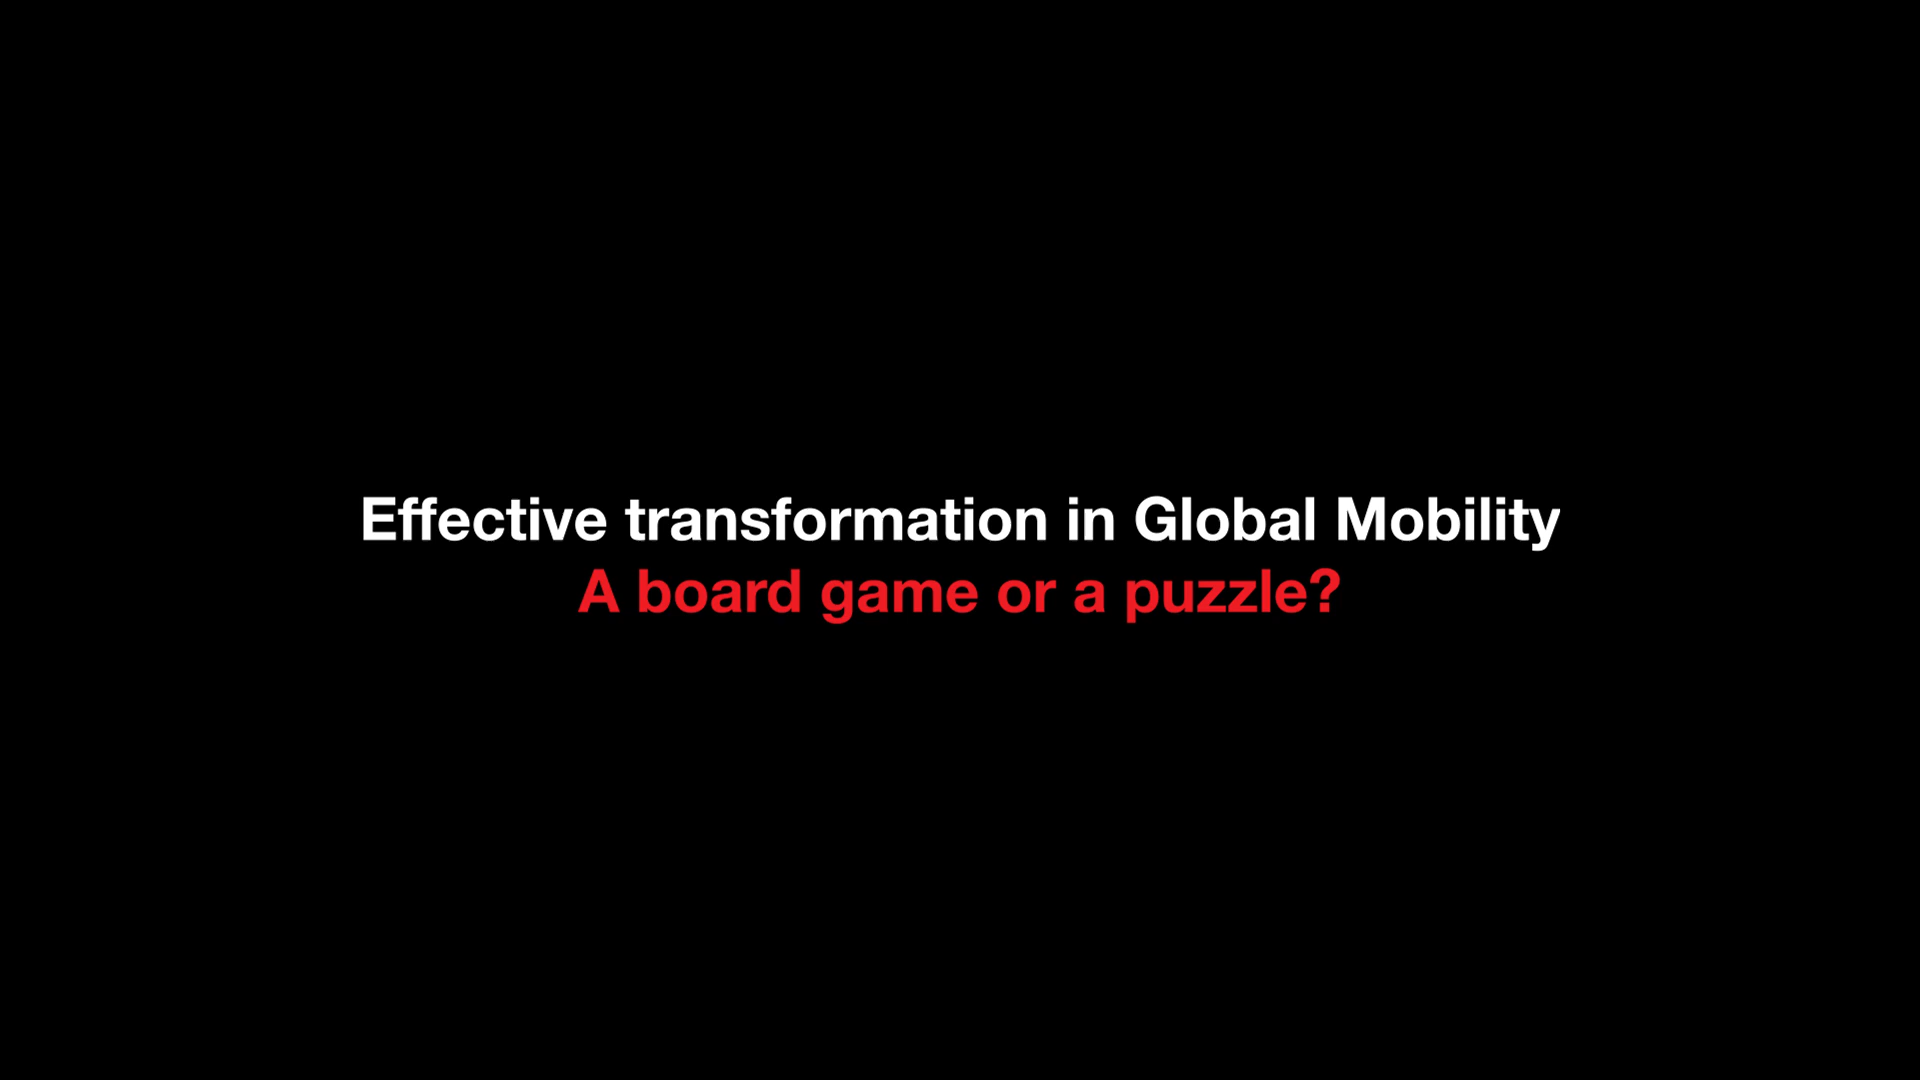 Effective transformation in Global Mobility
A board game or a puzzle?